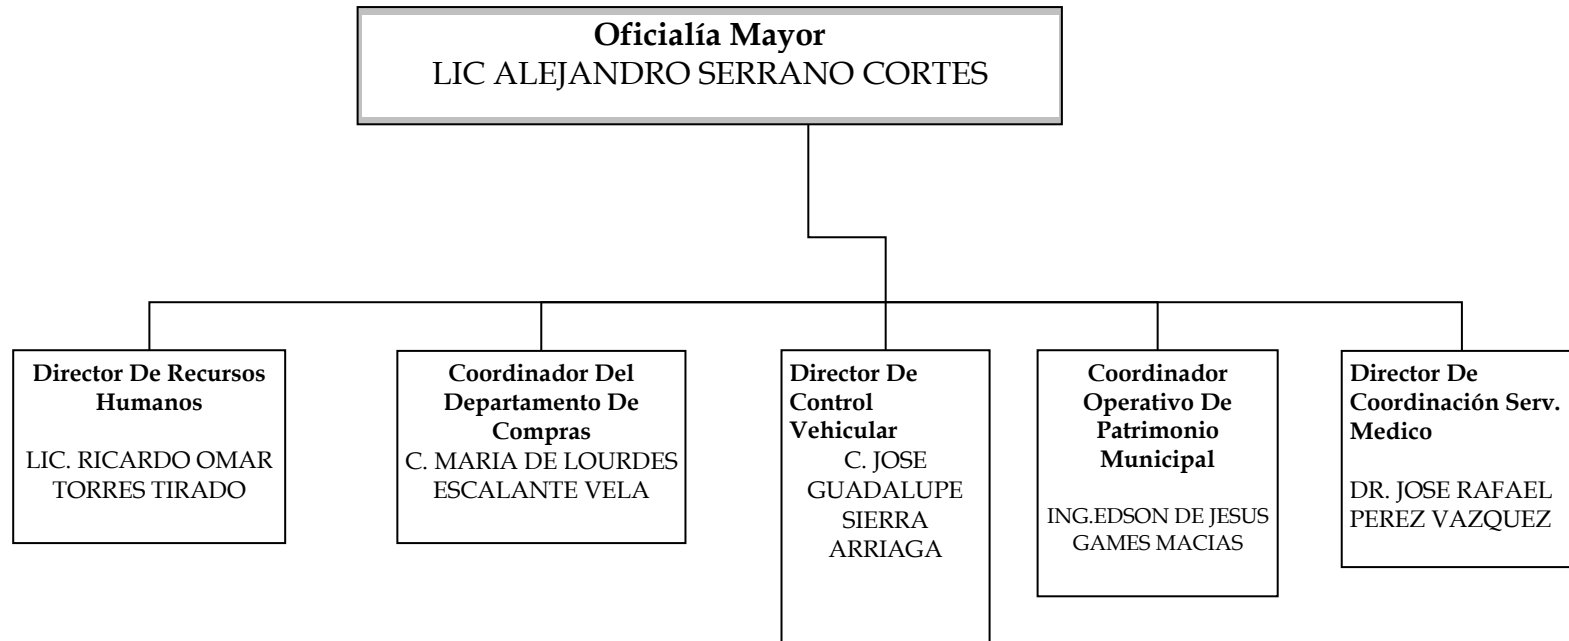 Oficialía Mayor
LIC ALEJANDRO SERRANO CORTES
Director De Recursos
Humanos
LIC. RICARDO OMAR
TORRES TIRADO
Coordinador Del
Departamento De
Compras
C. MARIA DE LOURDES
ESCALANTE VELA
Director De
Control
Vehicular
C. JOSE
GUADALUPE
SIERRA
ARRIAGA
Coordinador
Operativo De
Patrimonio
Municipal
ING.EDSON DE JESUS
GAMES MACIAS
Director De
Coordinación Serv.
Medico
DR. JOSE RAFAEL
PEREZ VAZQUEZ